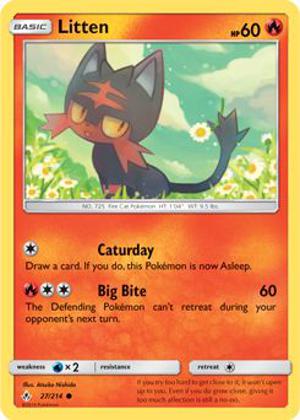 BASIC Litten HP60
NO. 725 Fire Cat Pokémon HT: 1'04" WT: 9.5 lbs.
Caturday
Draw a card. If you do, this Pokémon is now Asleep.
Big Bite 60
The Defending Pokémon can't retreat during your
opponent's next turn.
weakness ×2 resistance retreat
Illus. Atsuko Nishida
27/214
If you try too hard to get close to it, it won't open
up to you. Even if you do grow close, giving it
too much affection is still a no-no.
©2019 Pokémon